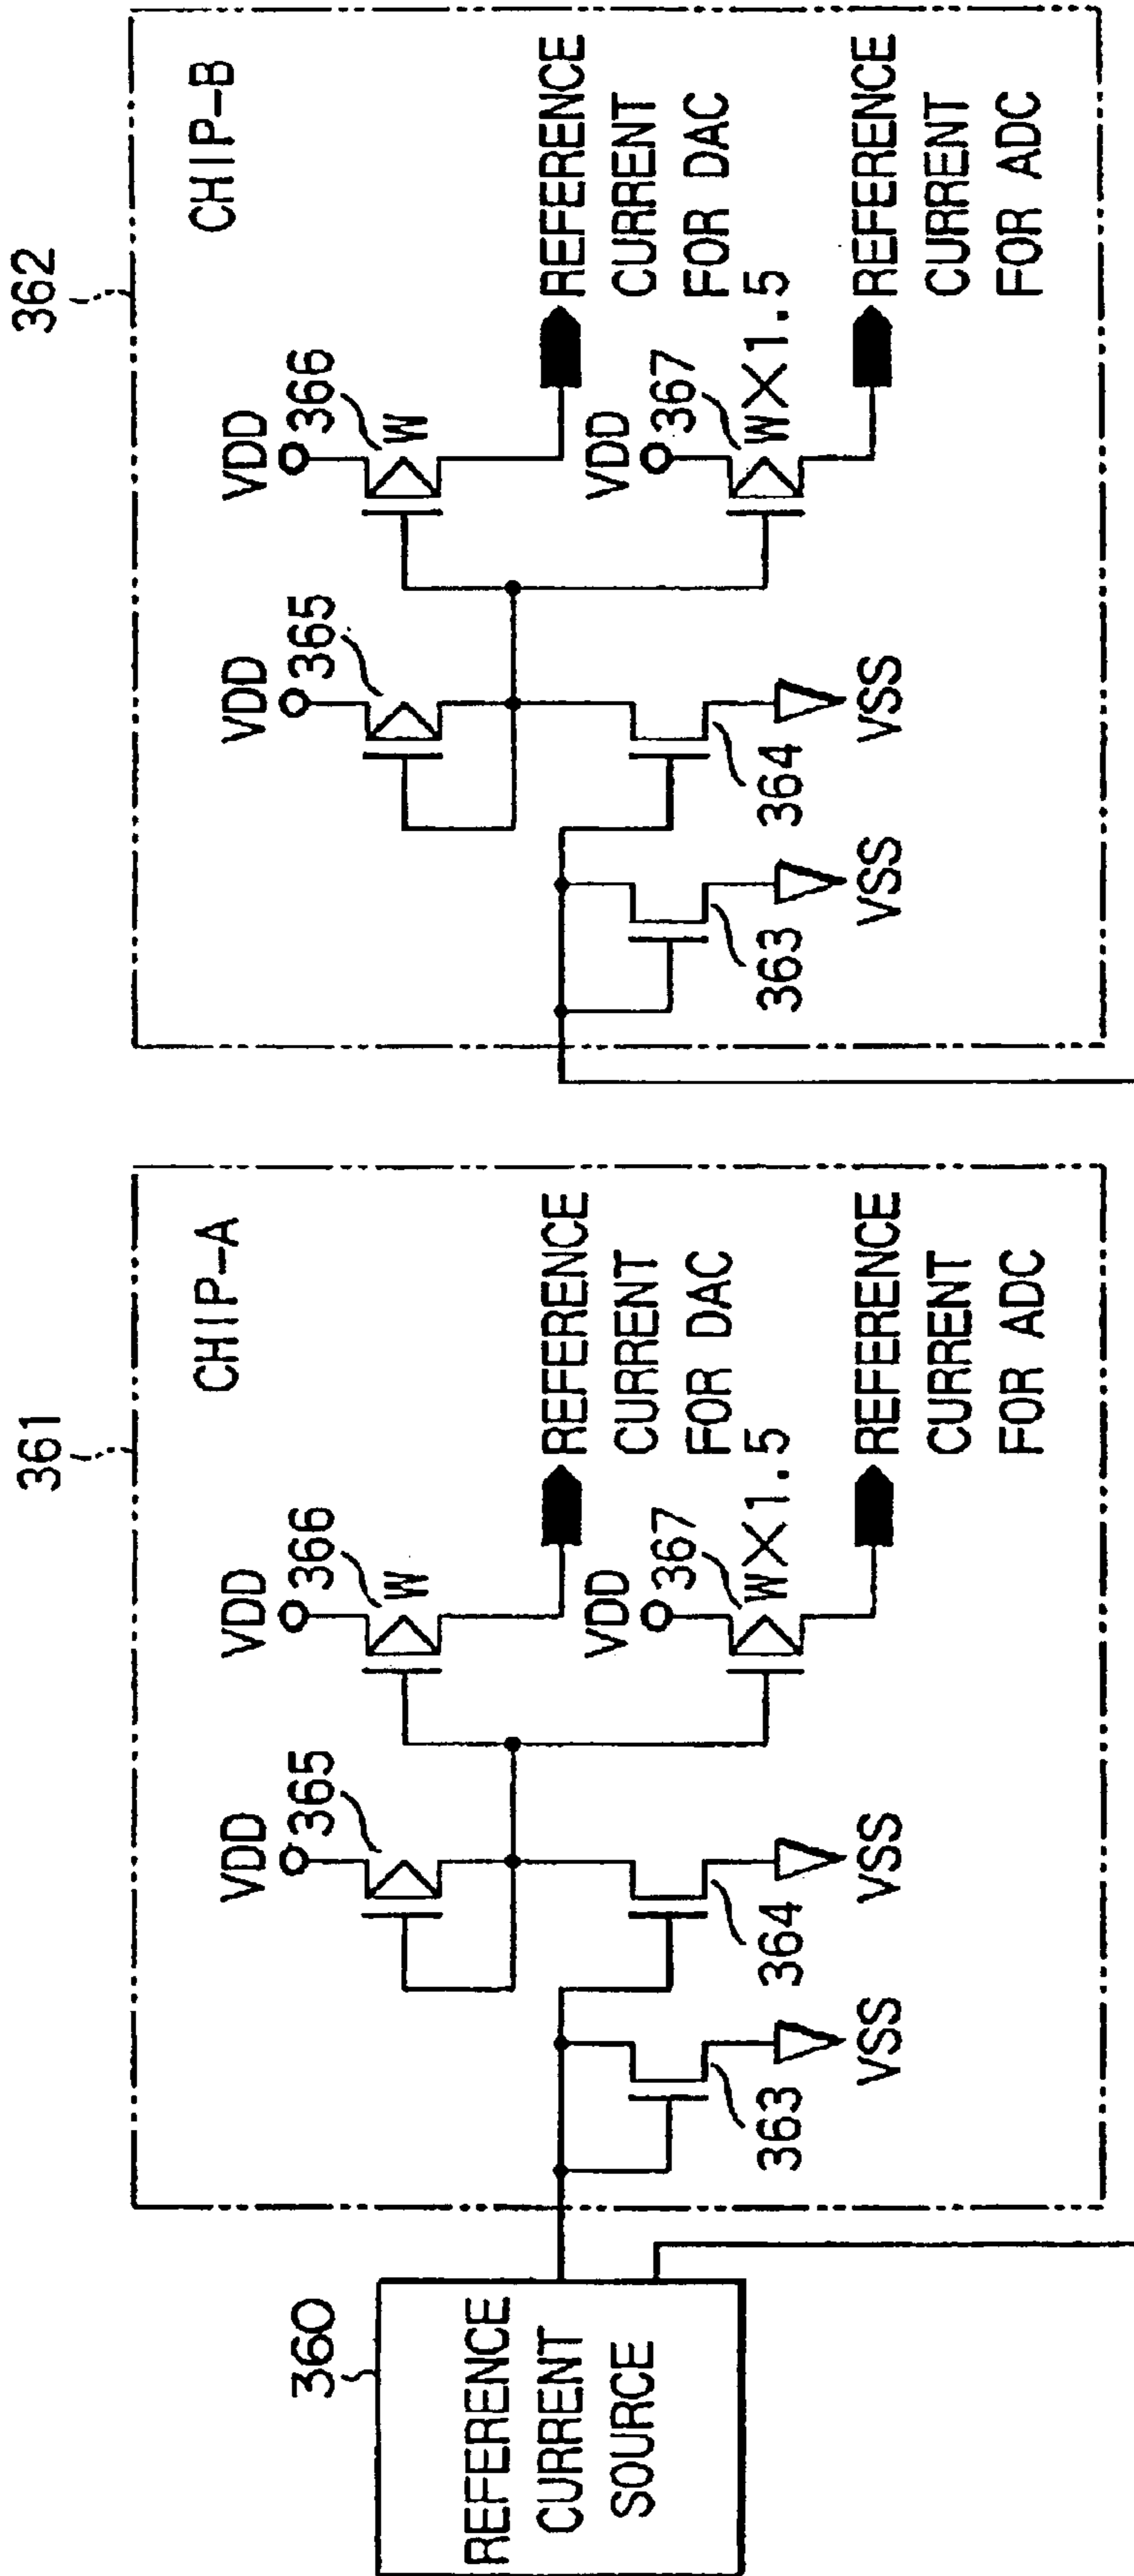 360
REFERENCE
CURRENT
SOURCE
361
CHIP-A
VDD
365
VDD
366
W
REFERENCE
CURRENT
FOR DAC
VDD
367
W×1.5
REFERENCE
CURRENT
FOR ADC
363
VSS
364
VSS
362
CHIP-B
VDD
365
VDD
366
W
REFERENCE
CURRENT
FOR DAC
VDD
367
W×1.5
REFERENCE
CURRENT
FOR ADC
363
VSS
364
VSS